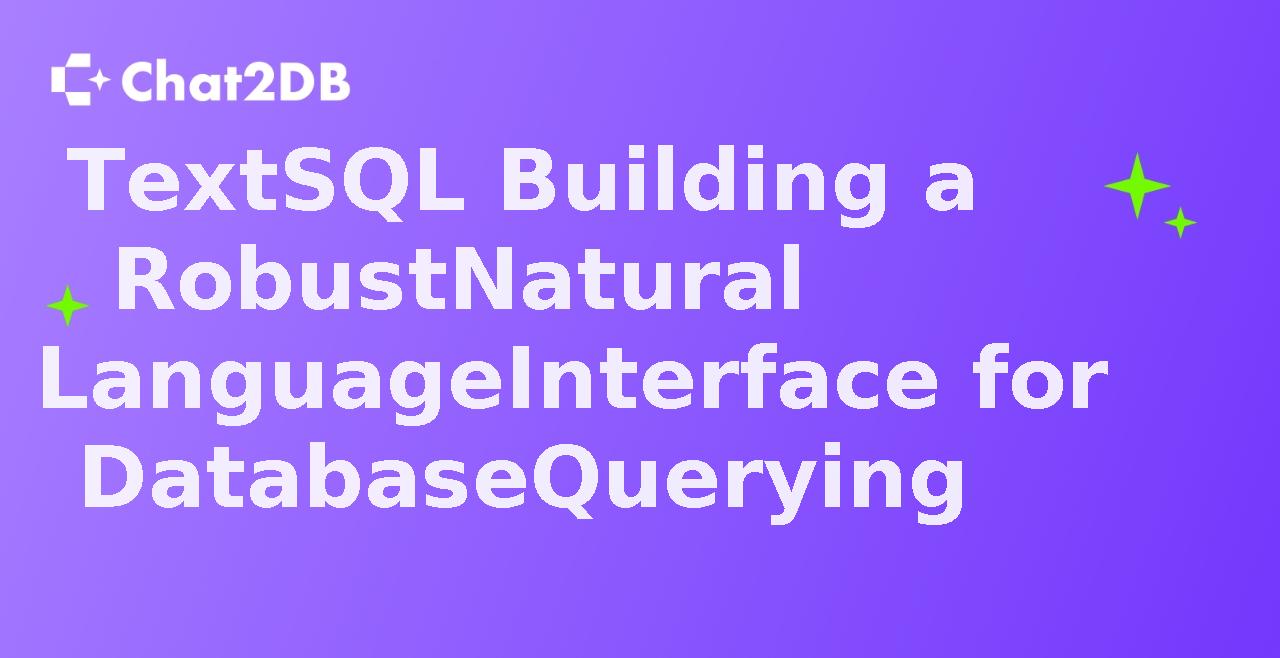 Chat2DB
TextSQL Building a
RobustNatural
LanguageInterface for
DatabaseQuerying